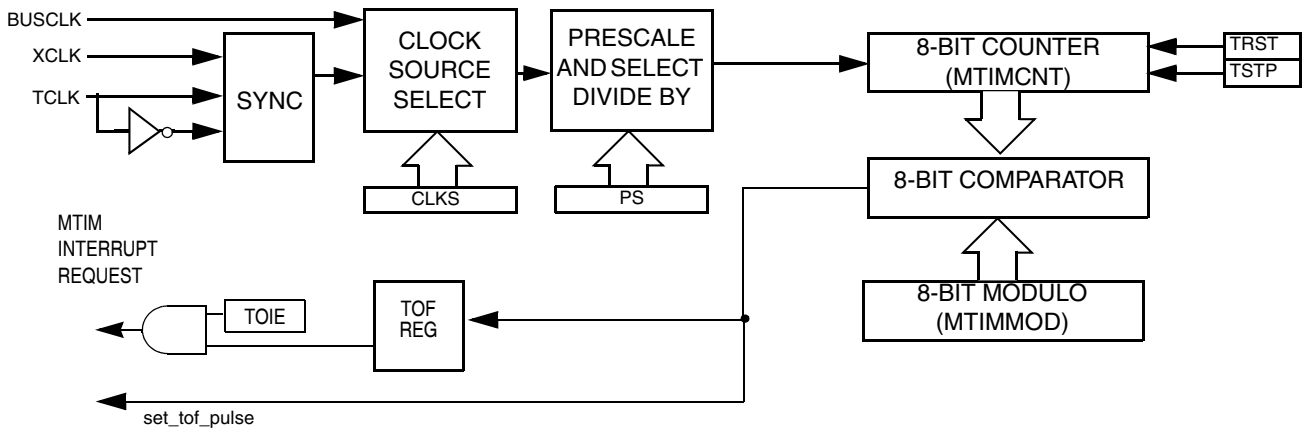 BUSCLK
XCLK
TCLK
SYNC
CLOCK
SOURCE
SELECT
PRESCALE
AND SELECT
DIVIDE BY
8-BIT COUNTER
(MTIMCNT)
TRST
TSTP
CLKS
PS
8-BIT COMPARATOR
MTIM
INTERRUPT
REQUEST
TOIE
TOF
REG
8-BIT MODULO
(MTIMMOD)
set_tof_pulse